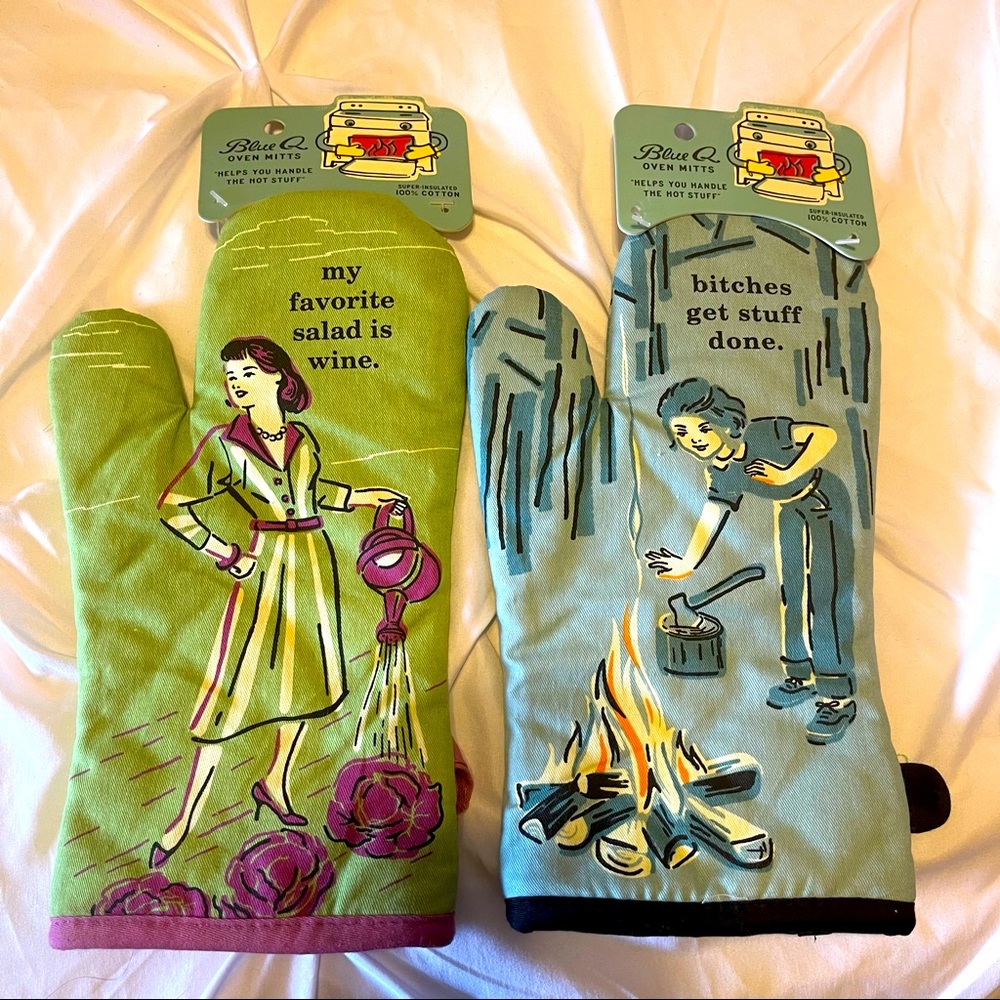 Blue Q
OVEN MITTS
"HELPS YOU HANDLE
THE HOT STUFF"
SUPER-INSULATED
100% COTTON
my
favorite
salad is
wine.
Blue Q
OVEN MITTS
"HELPS YOU HANDLE
THE HOT STUFF"
SUPER-INSULATED
100% COTTON
bitches
get stuff
done.